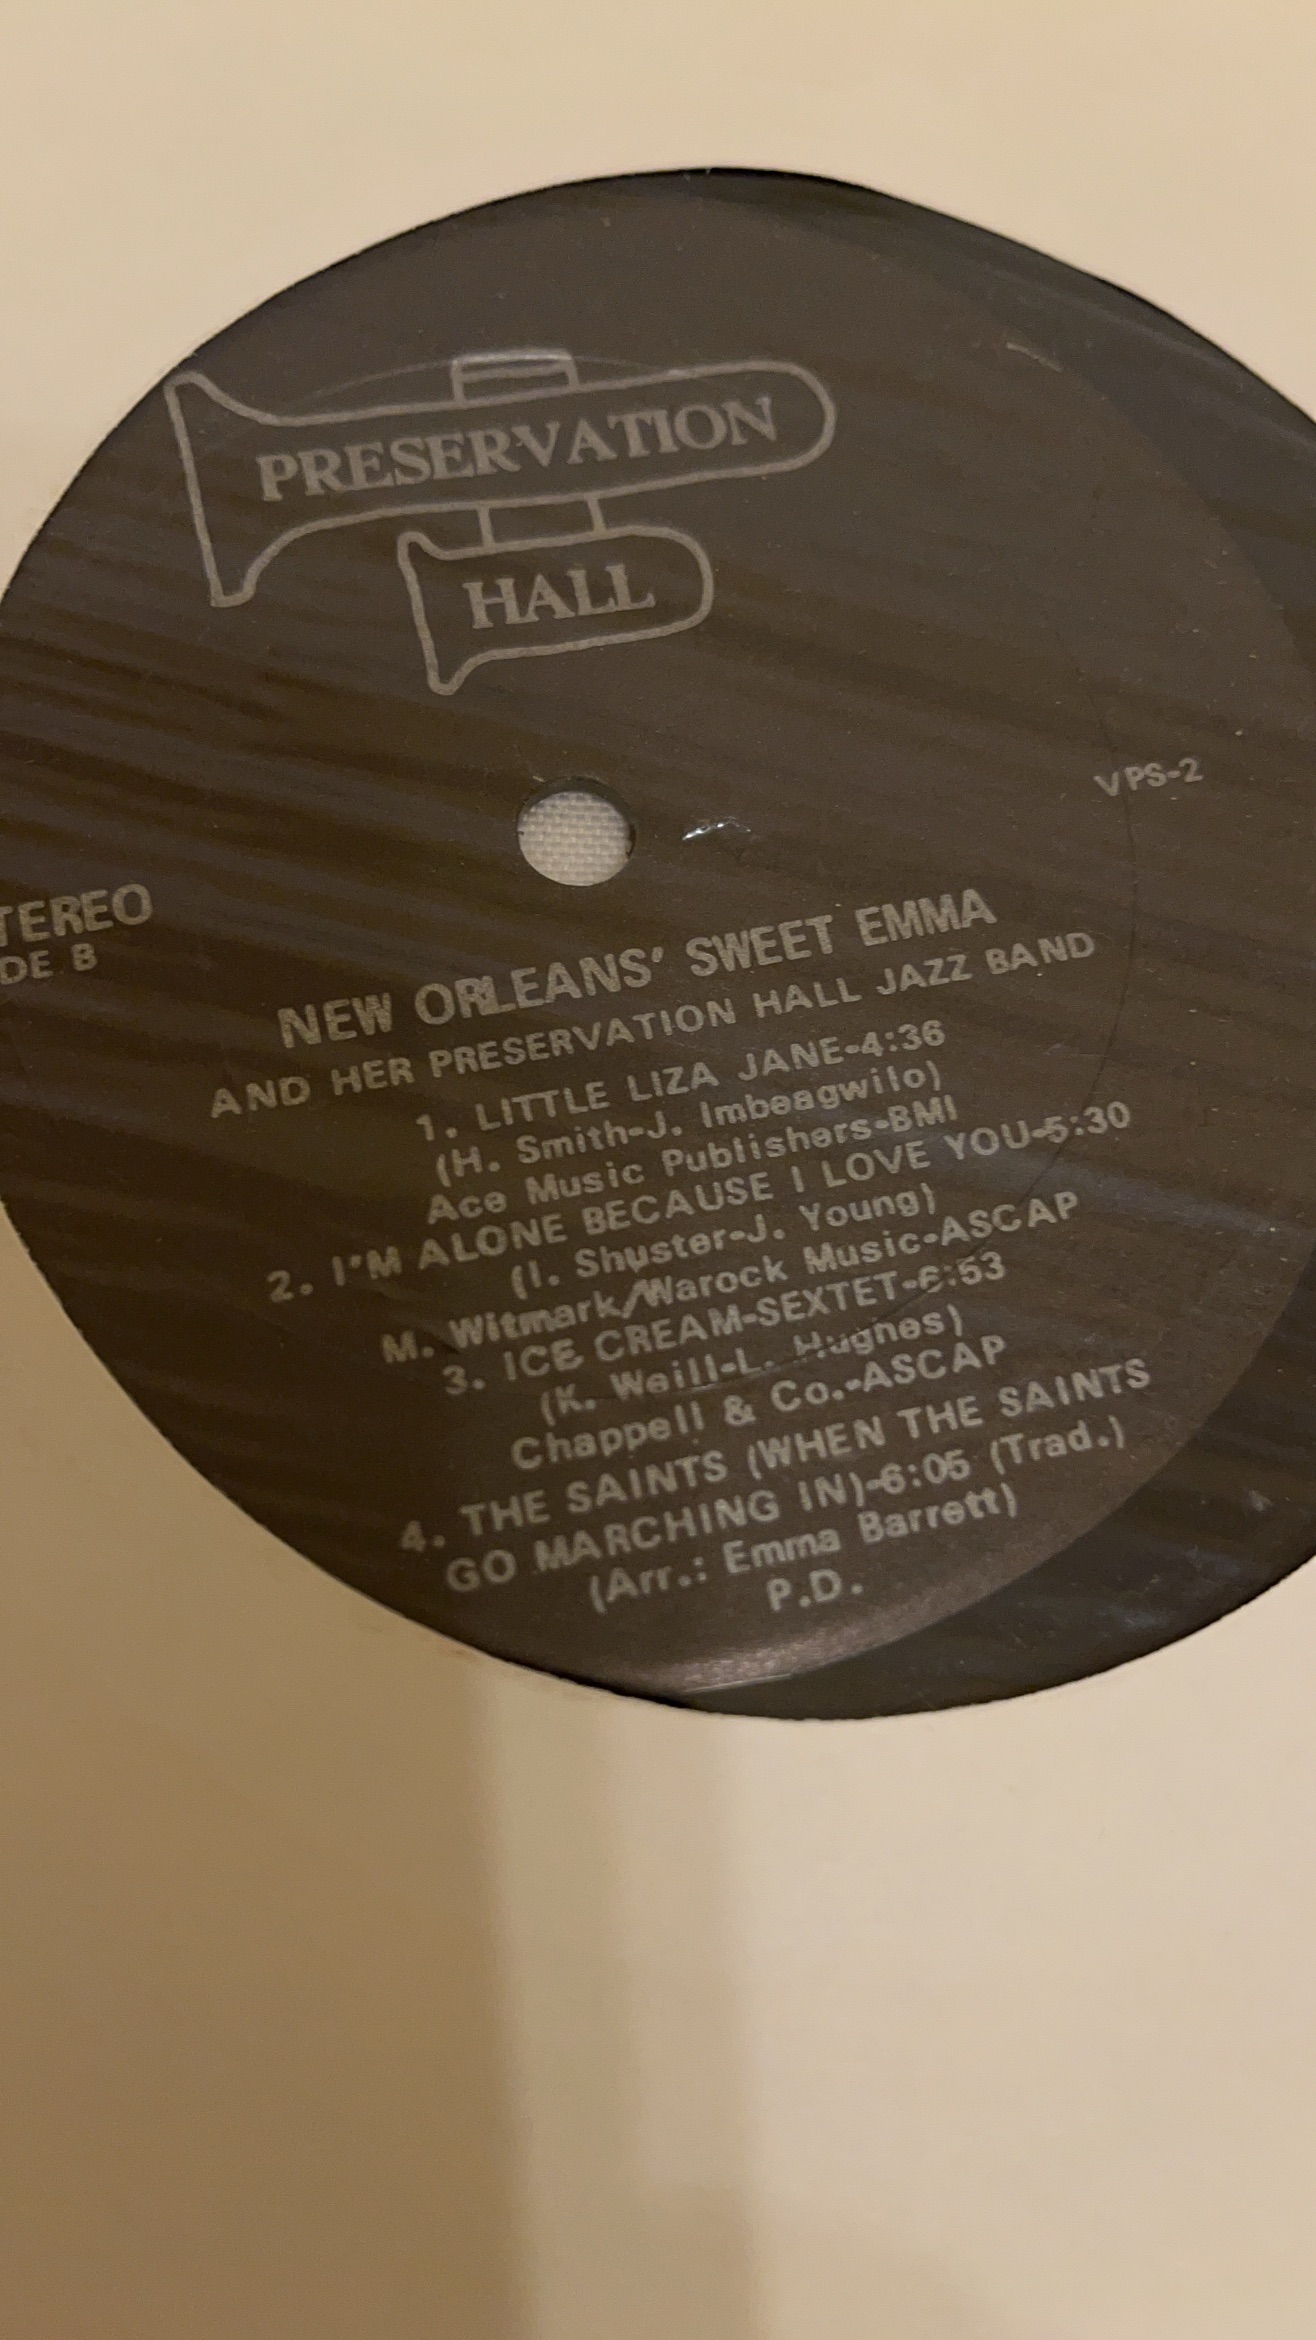 PRESERVATION
HALL
VPS-2
TEREO
DE B
NEW ORLEANS' SWEET EMMA
AND HER PRESERVATION HALL JAZZ BAND
1. LITTLE LIZA JANE-4:36
(H. Smith-J. Imbeagwilo)
Ace Music Publishers-BMI
2. I'M ALONE BECAUSE I LOVE YOU-5:30
(I. Shuster-J. Young)
M. Witmark/Warock Music-ASCAP
3. ICE CREAM-SEXTET-6:53
(K. Weill-L. Hughes)
Chappell & Co.-ASCAP
4. THE SAINTS (WHEN THE SAINTS
GO MARCHING IN)-6:05 (Trad.)
(Arr.: Emma Barrett)
P.D.